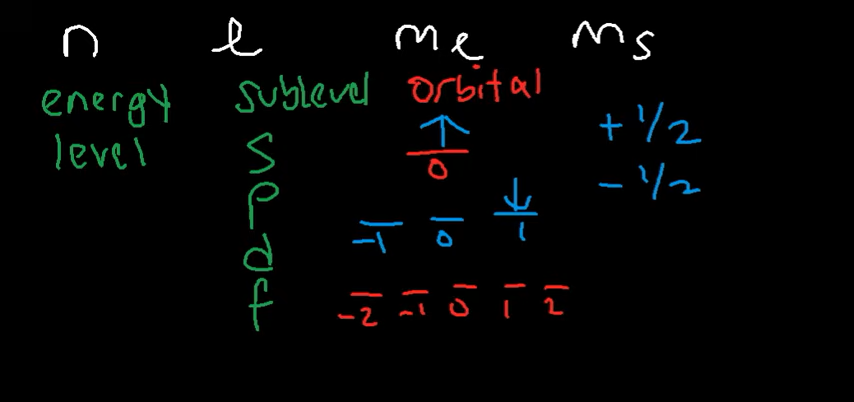 n l ml ms
energy sublevel orbital
level
s ↑ 0 + 1/2
p - 1/2
↓
-1 0 1
d
f -2 -1 0 1 2